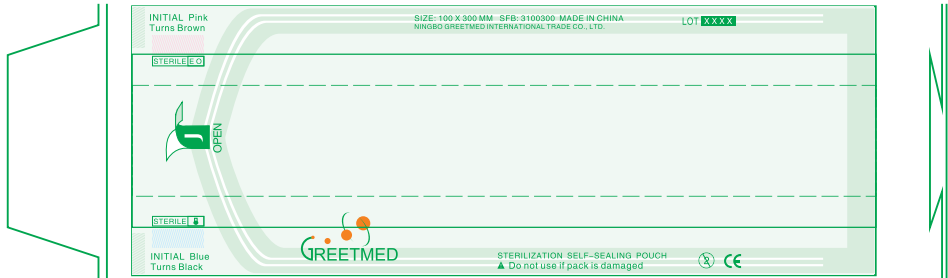 INITIAL Pink
Turns Brown
STERILE EO
SIZE: 100 X 300 MM SFB: 3100300 MADE IN CHINA
NINGBO GREETMED INTERNATIONAL TRADE CO., LTD.
LOT XXXX
OPEN
STERILE
INITIAL Blue
Turns Black
GREETMED
STERILIZATION SELF-SEALING POUCH
Do not use if pack is damaged
2
CE